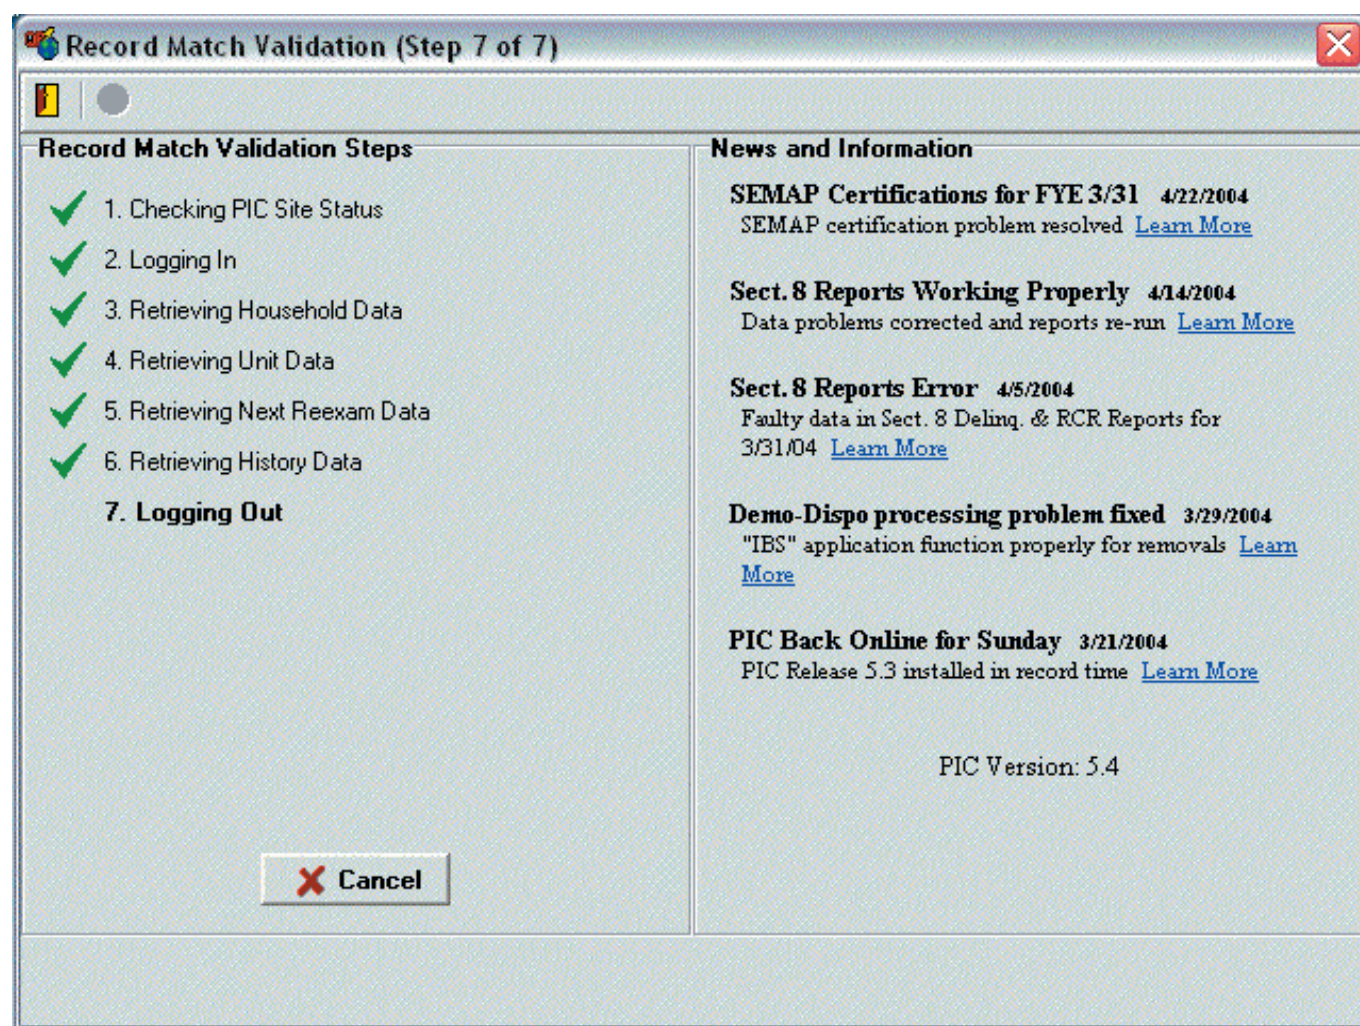 Record Match Validation (Step 7 of 7)
Record Match Validation Steps
1. Checking PIC Site Status
2. Logging In
3. Retrieving Household Data
4. Retrieving Unit Data
5. Retrieving Next Reexam Data
6. Retrieving History Data
7. Logging Out
Cancel
News and Information
SEMAP Certifications for FYE 3/31 4/22/2004
SEMAP certification problem resolved Learn More
Sect. 8 Reports Working Properly 4/14/2004
Data problems corrected and reports re-run Learn More
Sect. 8 Reports Error 4/5/2004
Faulty data in Sect. 8 Delinq. & RCR Reports for
3/31/04 Learn More
Demo-Dispo processing problem fixed 3/29/2004
"IBS" application function properly for removals Learn
More
PIC Back Online for Sunday 3/21/2004
PIC Release 5.3 installed in record time Learn More
PIC Version: 5.4